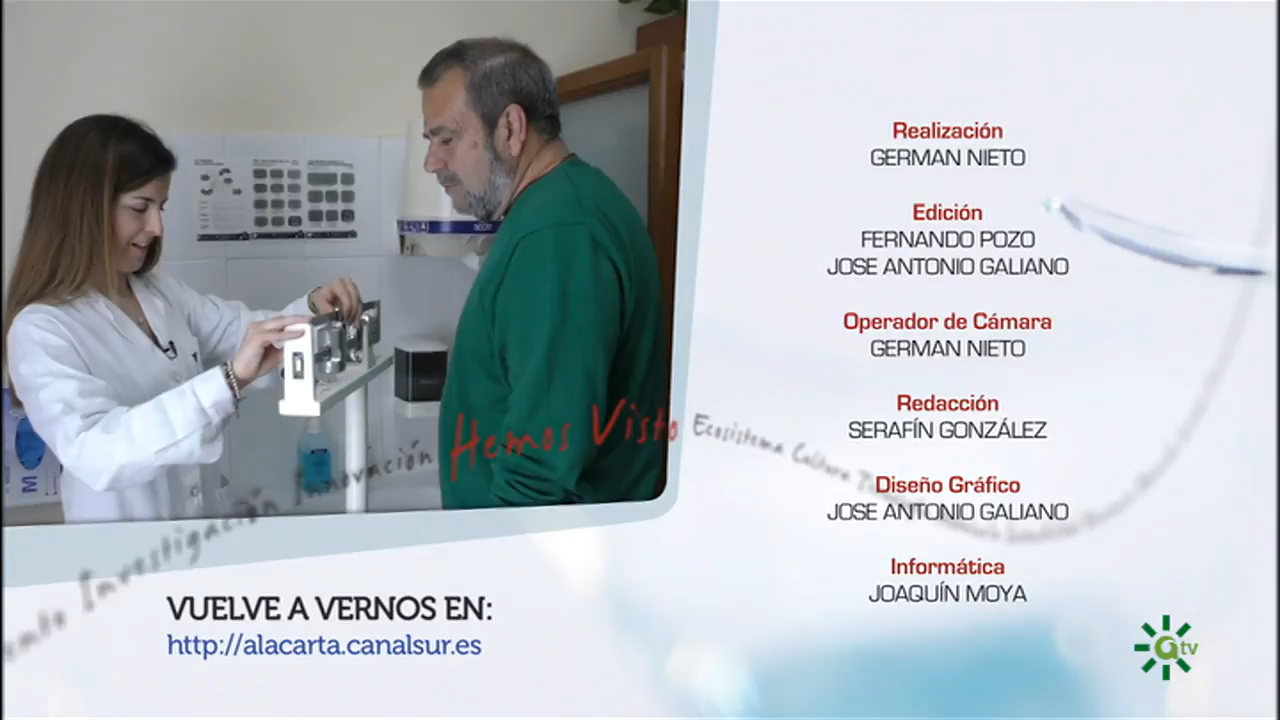 Realización
GERMAN NIETO
Edición
FERNANDO POZO
JOSE ANTONIO GALIANO
Operador de Cámara
GERMAN NIETO
Redacción
SERAFÍN GONZÁLEZ
Diseño Gráfico
JOSE ANTONIO GALIANO
Informática
JOAQUÍN MOYA
Investigación Innovación Hemos Visto Ecosistema Cultura
VUELVE A VERNOS EN:
http://alacarta.canalsur.es
tv